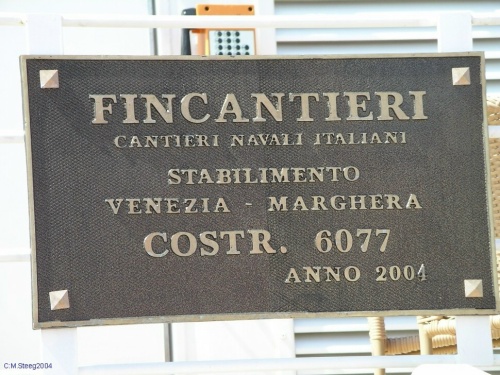 FINCANTIERI
CANTIERI NAVALI ITALIANI
STABILIMENTO
VENEZIA - MARGHERA
COSTR. 6077
ANNO 2004
C.M.Steeg2004